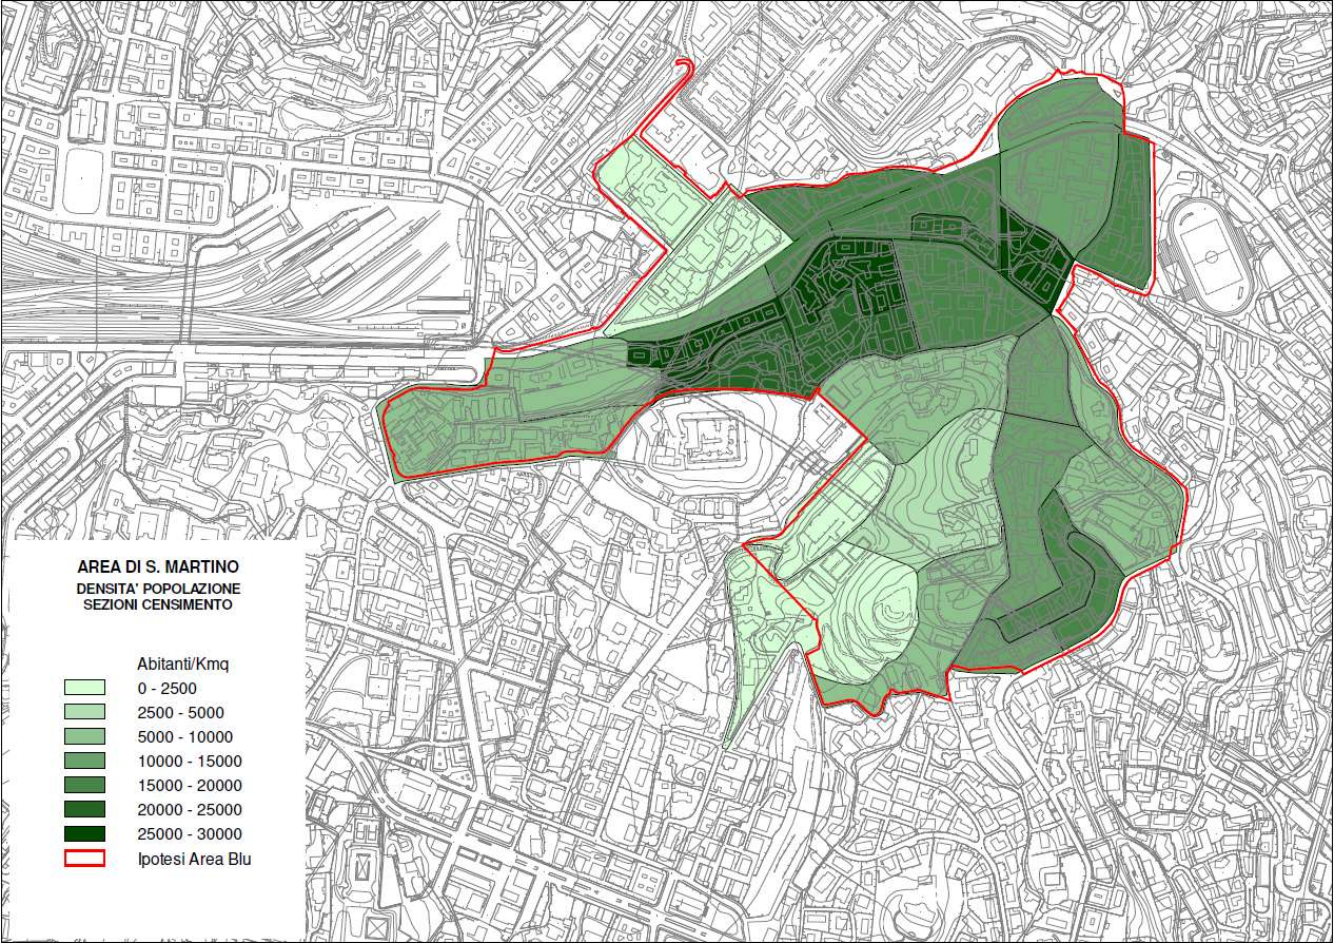 AREA DI S. MARTINO
DENSITA' POPOLAZIONE
SEZIONI CENSIMENTO
Abitanti/Kmq
0 - 2500
2500 - 5000
5000 - 10000
10000 - 15000
15000 - 20000
20000 - 25000
25000 - 30000
Ipotesi Area Blu